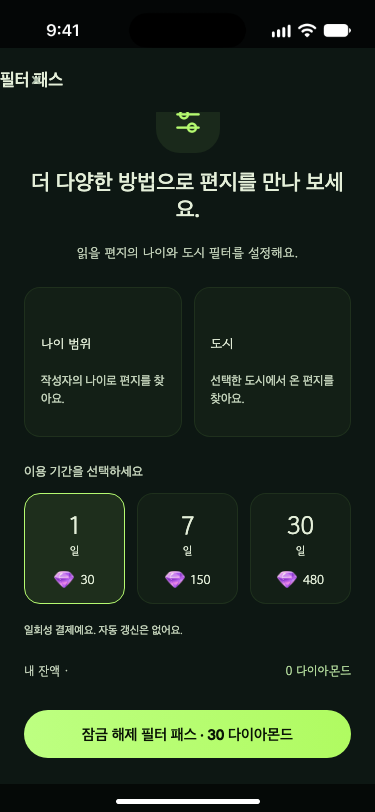 9:41
필터 패스
더 다양한 방법으로 편지를 만나 보세
요.
읽을 편지의 나이와 도시 필터를 설정해요.
나이 범위
작성자의 나이로 편지를 찾
아요.
도시
선택한 도시에서 온 편지를
찾아요.
이용 기간을 선택하세요
1
일
30
7
일
150
30
일
480
일회성 결제예요. 자동 갱신은 없어요.
내 잔액 ·
0 다이아몬드
잠금 해제 필터 패스 · 30 다이아몬드